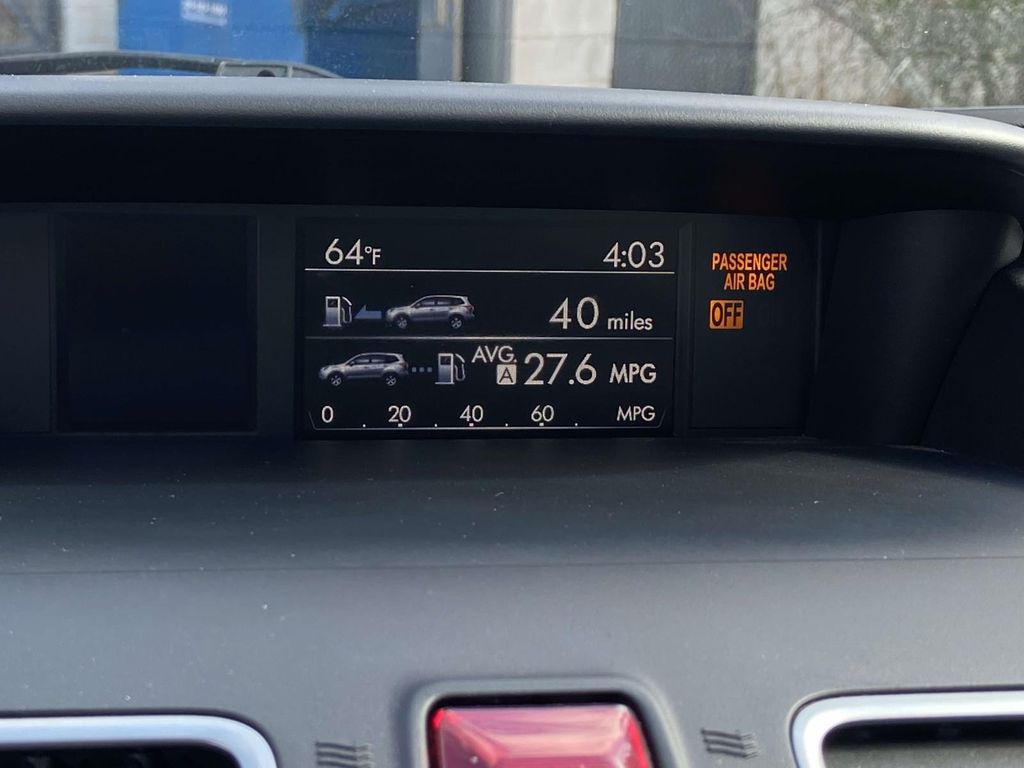 64°F 4:03
40 miles
AVG. A 27.6 MPG
0 20 40 60 MPG
PASSENGER
AIR BAG
OFF